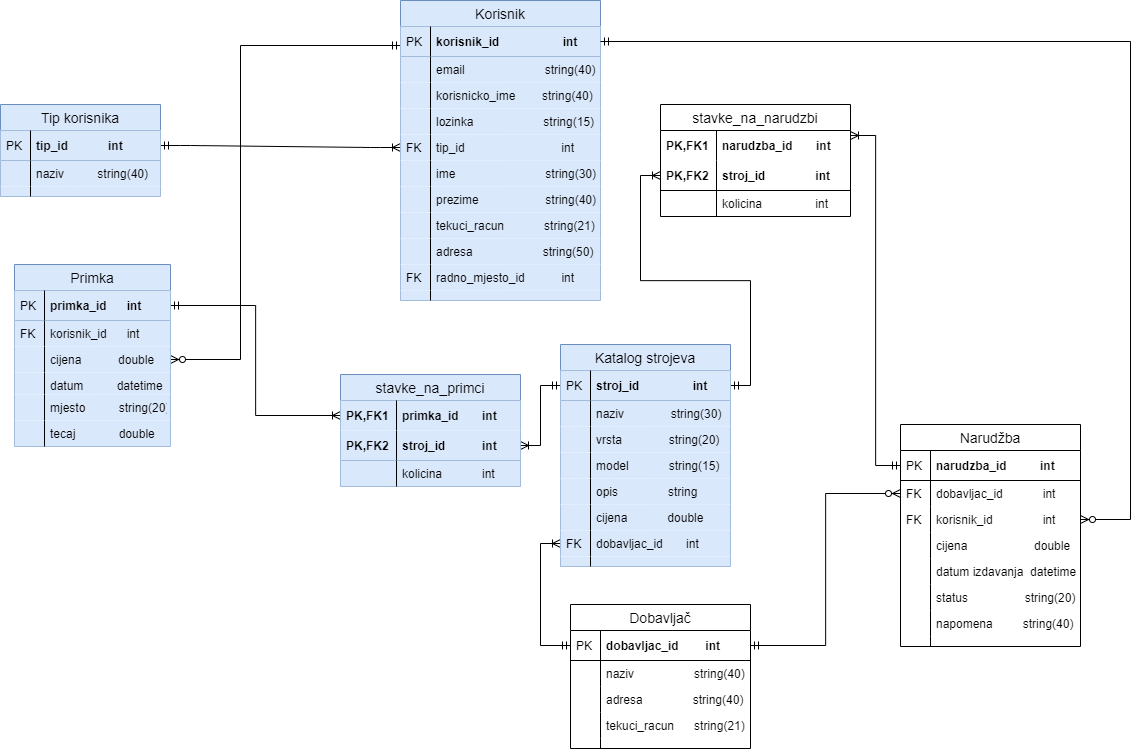 Korisnik
PK korisnik_id int
email string(40)
korisnicko_ime string(40)
lozinka string(15)
FK tip_id int
ime string(30)
prezime string(40)
tekuci_racun string(21)
adresa string(50)
FK radno_mjesto_id int
Tip korisnika
PK tip_id int
naziv string(40)
stavke_na_narudzbi
PK,FK1 narudzba_id int
PK,FK2 stroj_id int
kolicina int
Primka
PK primka_id int
FK korisnik_id int
cijena double
datum datetime
mjesto string(20
tecaj double
stavke_na_primci
PK,FK1 primka_id int
PK,FK2 stroj_id int
kolicina int
Katalog strojeva
PK stroj_id int
naziv string(30)
vrsta string(20)
model string(15)
opis string
cijena double
FK dobavljac_id int
Narudžba
PK narudzba_id int
FK dobavljac_id int
FK korisnik_id int
cijena double
datum izdavanja datetime
status string(20)
napomena string(40)
Dobavljač
PK dobavljac_id int
naziv string(40)
adresa string(40)
tekuci_racun string(21)